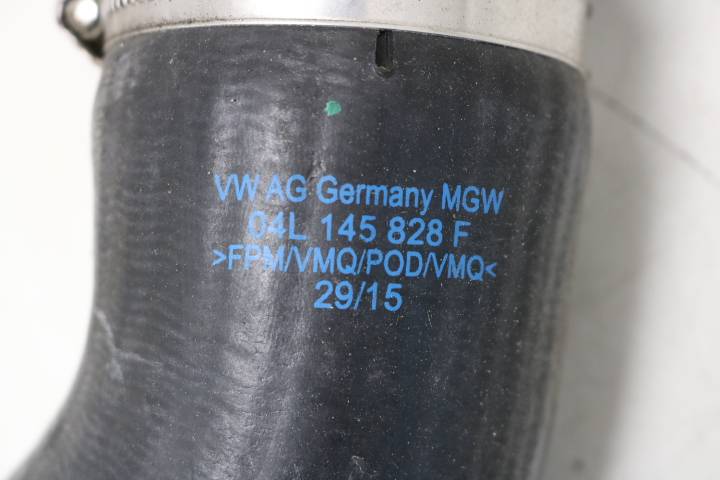 VW AG Germany MGW
04L 145 828 F
>FPM/VMQ/POD/VMQ<
29/15